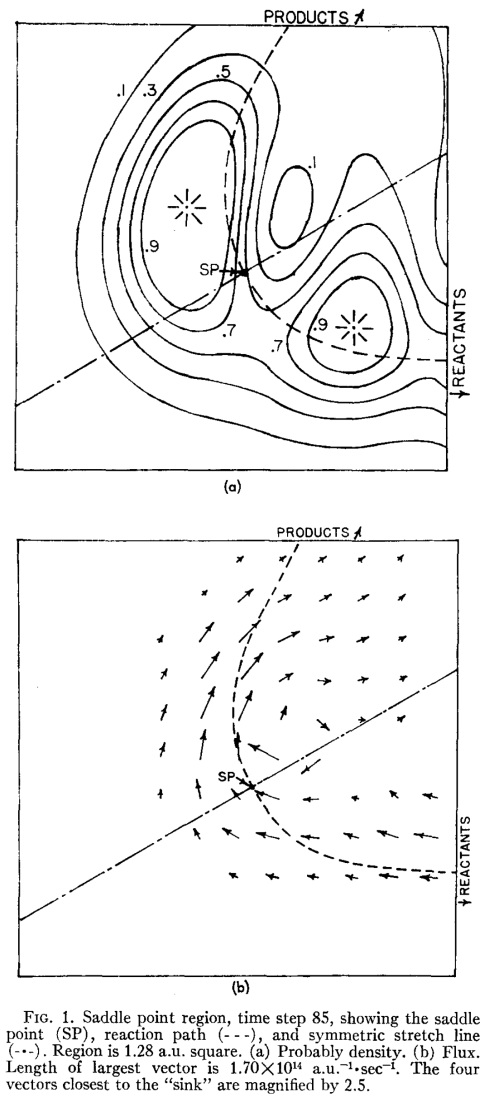 PRODUCTS
.1
.3
.5
.1
.9
SP
.9
.7
.7
REACTANTS
(a)
PRODUCTS
SP
REACTANTS
(b)
FIG. 1. Saddle point region, time step 85, showing the saddle
point (SP), reaction path (- - -), and symmetric stretch line
(-•-). Region is 1.28 a.u. square. (a) Probably density. (b) Flux.
Length of largest vector is 1.70×10¹⁴ a.u.⁻¹•sec⁻¹. The four
vectors closest to the “sink” are magnified by 2.5.